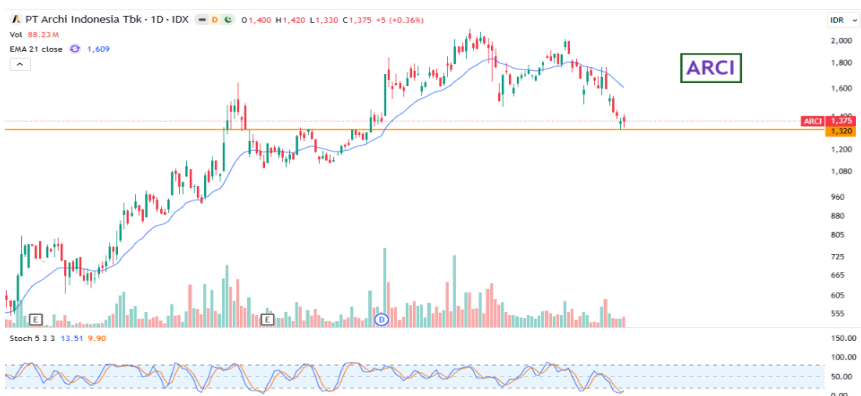 PT Archi Indonesia Tbk · 1D · IDX D O1,400 H1,420 L1,330 C1,375 +5 (+0.36%) IDR
Vol 88.23M
EMA 21 close 1,609
2,000
1,800
ARCI
1,600
1,400
ARCI 1,375
1,320
1,200
1,080
960
880
805
725
665
605
555
E E D
Stoch 5 3 3 13.51 9.90
150.00
100.00
50.00
0.00